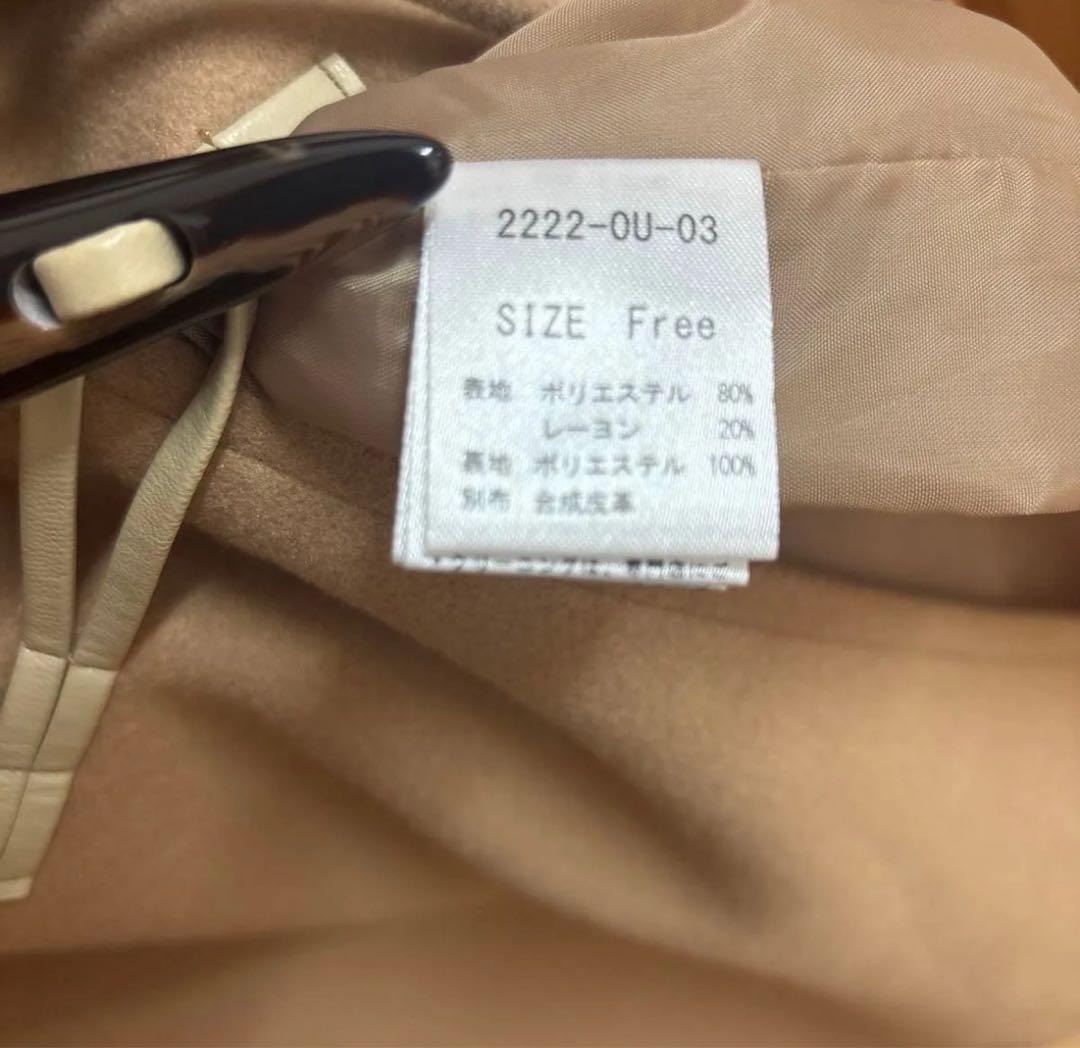 2222-OU-03
SIZE Free
表地 ポリエステル 80%
レーヨン 20%
裏地 ポリエステル 100%
別布 合成皮革